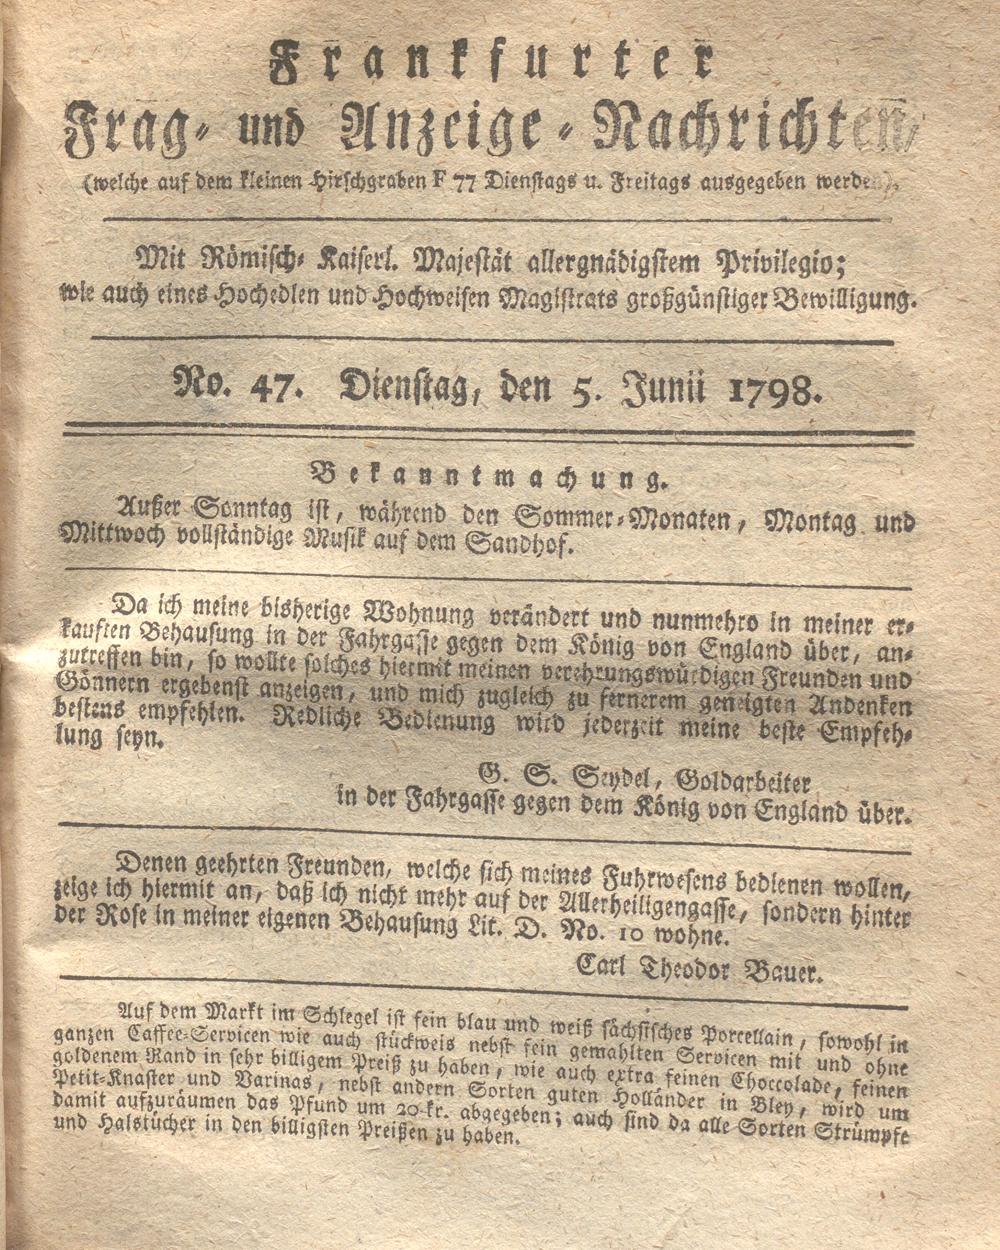 Frankfurter
Frag- und Anzeige-Nachrichten,
(welche auf dem kleinen Hirschgraben F 77 Dienstags u. Freitags ausgegeben werden).
Mit Römisch-Kaiserl. Majestät allergnädigstem Privilegio;
wie auch eines Hochedlen und Hochweisen Magistrats großgünstiger Bewilligung.
No. 47. Dienstag, den 5. Junii 1798.
Bekanntmachung.
Außer Sonntag ist, während den Sommer-Monaten, Montag und
Mittwoch vollständige Musik auf dem Sandhof.
Da ich meine bisherige Wohnung verändert und nunmehro in meiner er-
kauften Behausung in der Fahrgasse gegen dem König von England über, an-
zutreffen bin, so wollte solches hiermit meinen verehrungswürdigen Freunden und
Gönnern ergebenst anzeigen, und mich zugleich zu fernerem geneigten Andenken
bestens empfehlen. Redliche Bedienung wird jederzeit meine beste Empfeh-
lung seyn.
G. S. Seydel, Goldarbeiter
in der Fahrgasse gegen dem König von England über.
Denen geehrten Freunden, welche sich meines Fuhrwesens bedienen wollen,
zeige ich hiermit an, daß ich nicht mehr auf der Allerheiligengasse, sondern hinter
der Rose in meiner eigenen Behausung Lit. D. No. 10 wohne.
Carl Theodor Bauer.
Auf dem Markt im Schlegel ist fein blau und weiß sächsisches Porcellain, sowohl in
ganzen Caffee-Servicen wie auch stückweis nebst fein gemahlten Servicen mit und ohne
goldenem Rand in sehr billigem Preiß zu haben, wie auch extra feinen Choccolade, feinen
Petit-Knaster und Varinas, nebst andern Sorten guten Holländer in Bley, wird um
damit aufzuräumen das Pfund um 20 kr. abgegeben; auch sind da alle Sorten Strümpfe
und Halstücher in den billigsten Preißen zu haben.